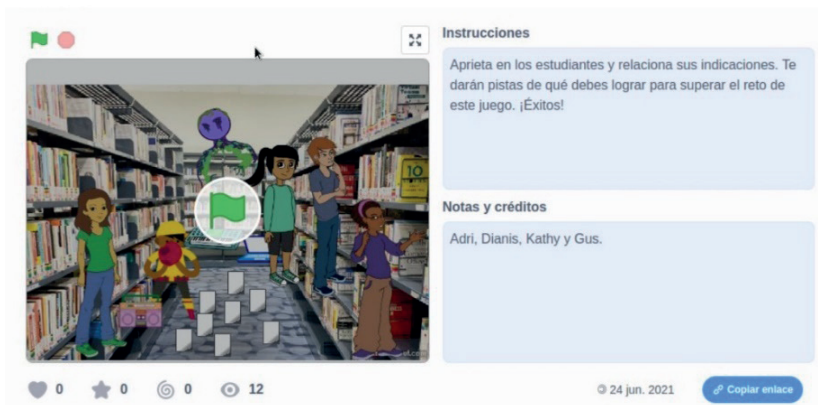 Instrucciones
Aprieta en los estudiantes y relaciona sus indicaciones. Te
darán pistas de qué debes lograr para superar el reto de
este juego. ¡Éxitos!
10
Notas y créditos
Adri, Dianis, Kathy y Gus.
0
0
0
12
24 jun. 2021
Copiar enlace